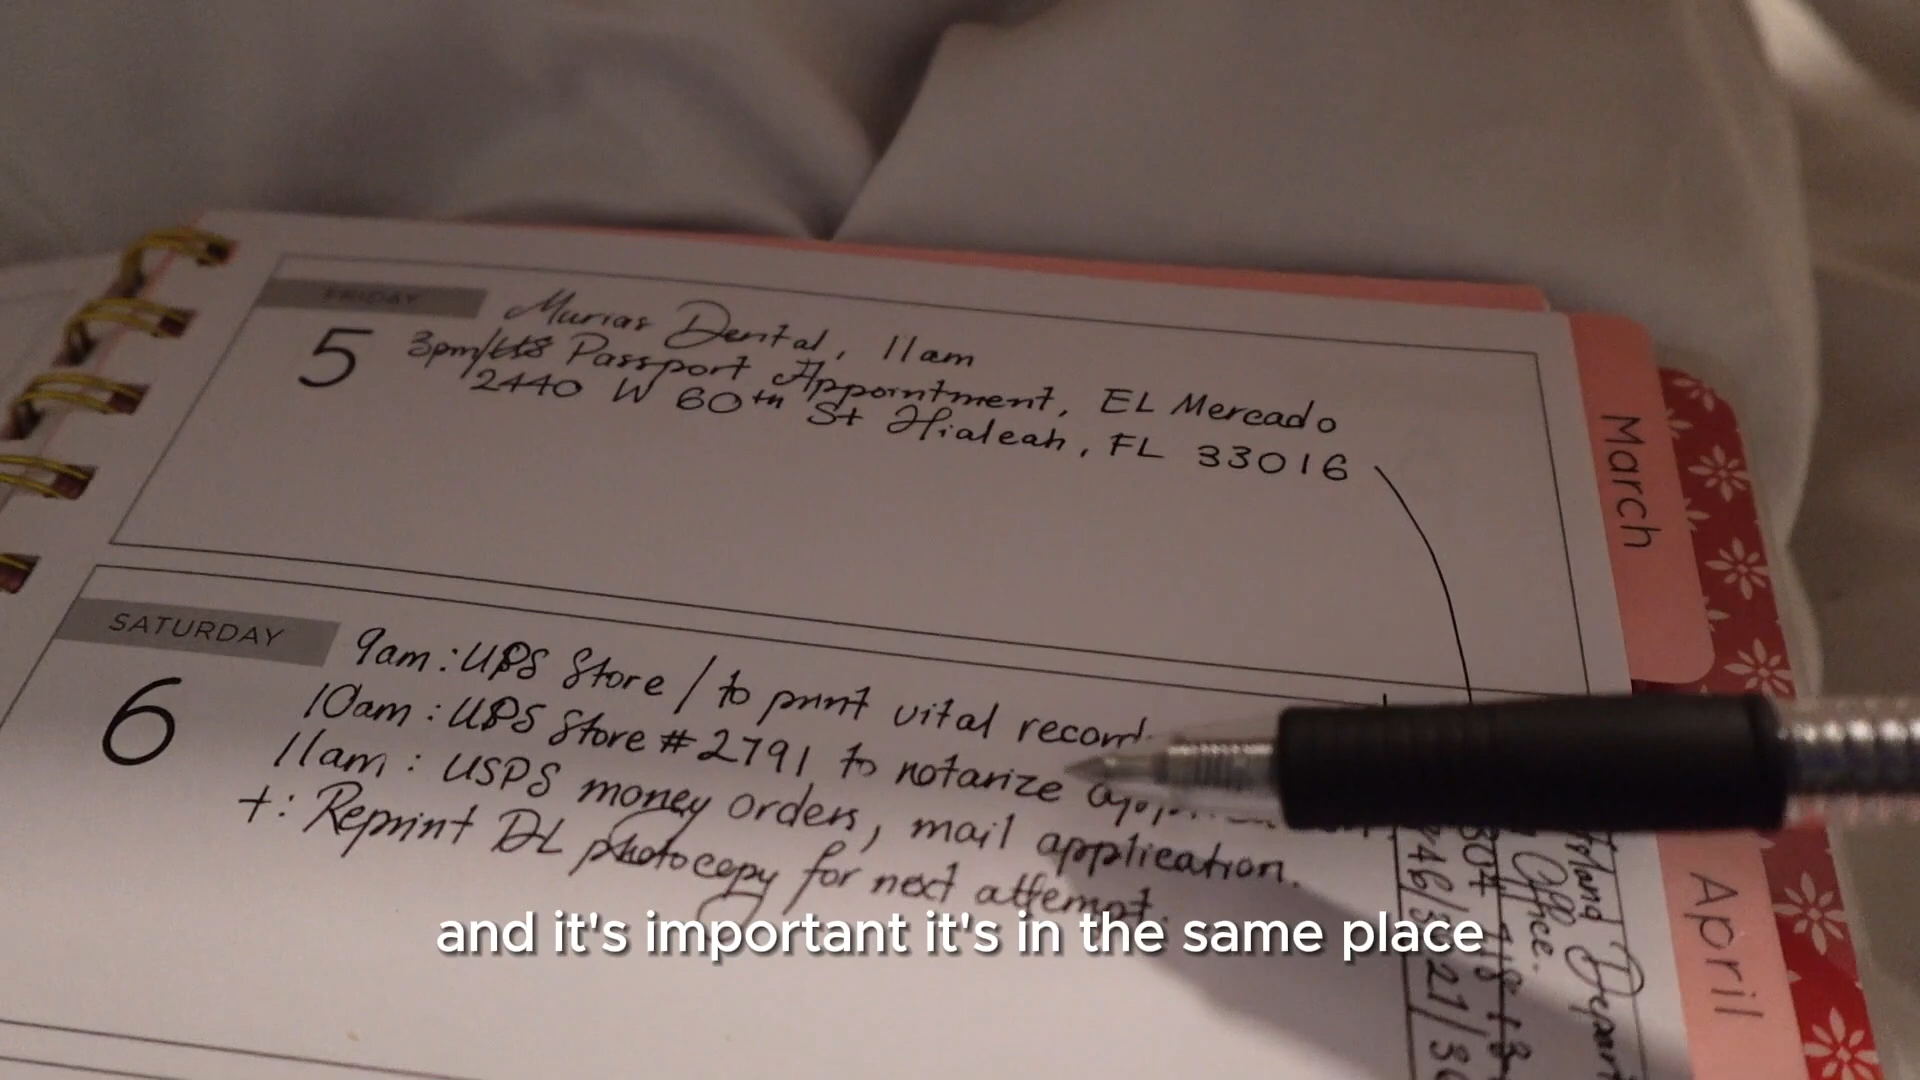 FRIDAY
5
Murias Dental, 11am
3pm/ Passport Appointment, EL Mercado
2440 W 60th St Hialeah, FL 33016
SATURDAY
6
9am: UPS Store / to print vital record
10am: UPS Store #2791 to notarize
11am: USPS money orders, mail application.
+: Reprint DL photocopy for next attempt.
March
April
Office.
and it's important it's in the same place